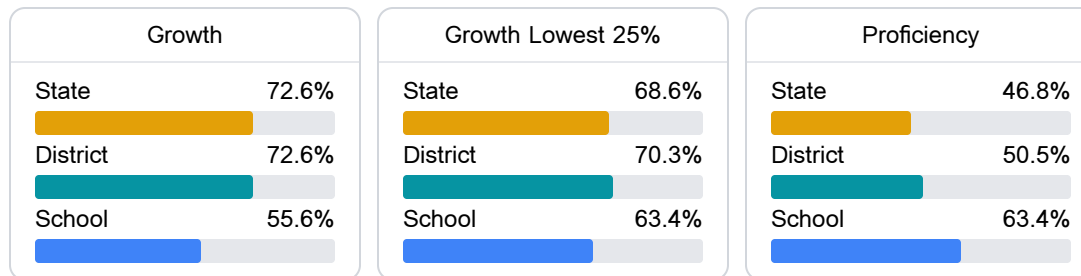 Growth
State 72.6%
District 72.6%
School 55.6%
Growth Lowest 25%
State 68.6%
District 70.3%
School 63.4%
Proficiency
State 46.8%
District 50.5%
School 63.4%